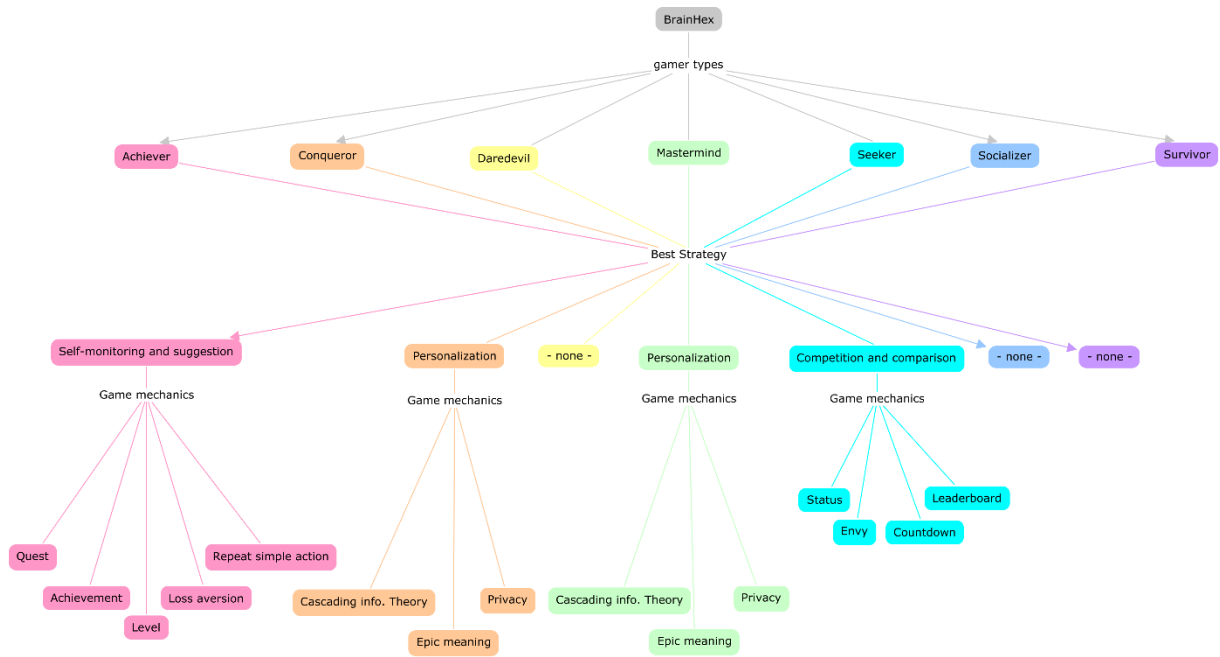 BrainHex
gamer types
Achiever
Conqueror
Daredevil
Mastermind
Seeker
Socializer
Survivor
Best Strategy
Self-monitoring and suggestion
Personalization
- none -
Personalization
Competition and comparison
- none -
- none -
Game mechanics
Game mechanics
Game mechanics
Game mechanics
Status
Leaderboard
Envy
Countdown
Quest
Repeat simple action
Achievement
Loss aversion
Level
Cascading info. Theory
Privacy
Epic meaning
Cascading info. Theory
Privacy
Epic meaning